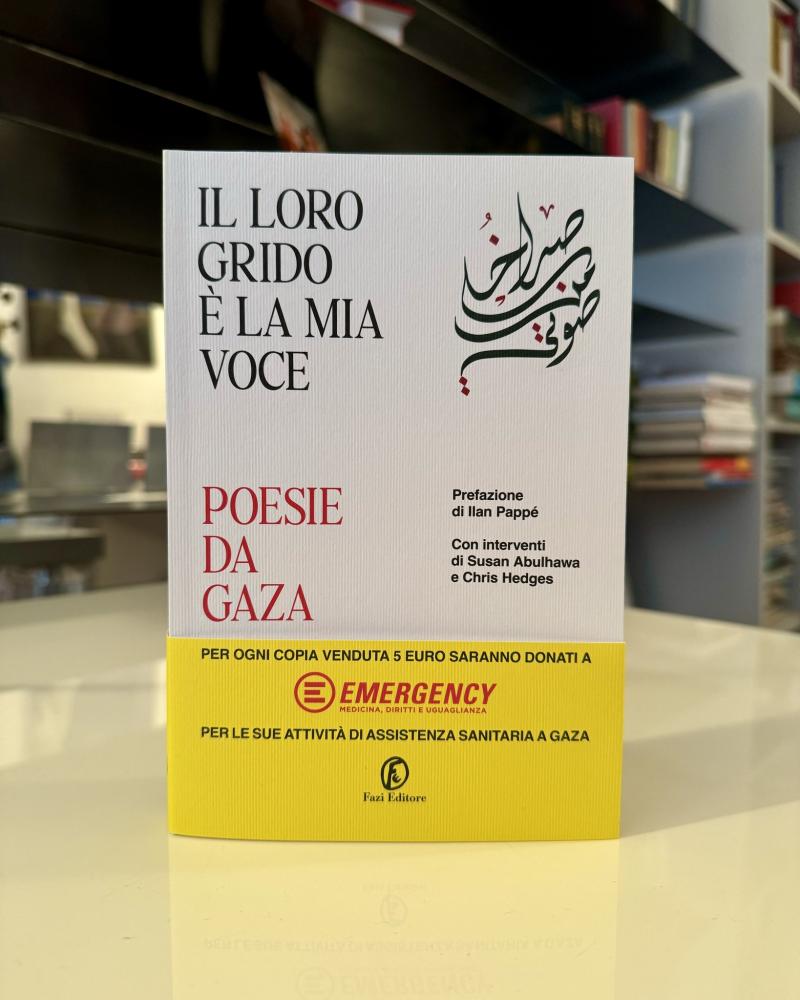 IL LORO
GRIDO
È LA MIA
VOCE
صراخهم
صوتي
POESIE
DA
GAZA
Prefazione
di Ilan Pappé
Con interventi
di Susan Abulhawa
e Chris Hedges
PER OGNI COPIA VENDUTA 5 EURO SARANNO DONATI A
EMERGENCY
MEDICINA, DIRITTI E UGUAGLIANZA
PER LE SUE ATTIVITÀ DI ASSISTENZA SANITARIA A GAZA
Fazi Editore